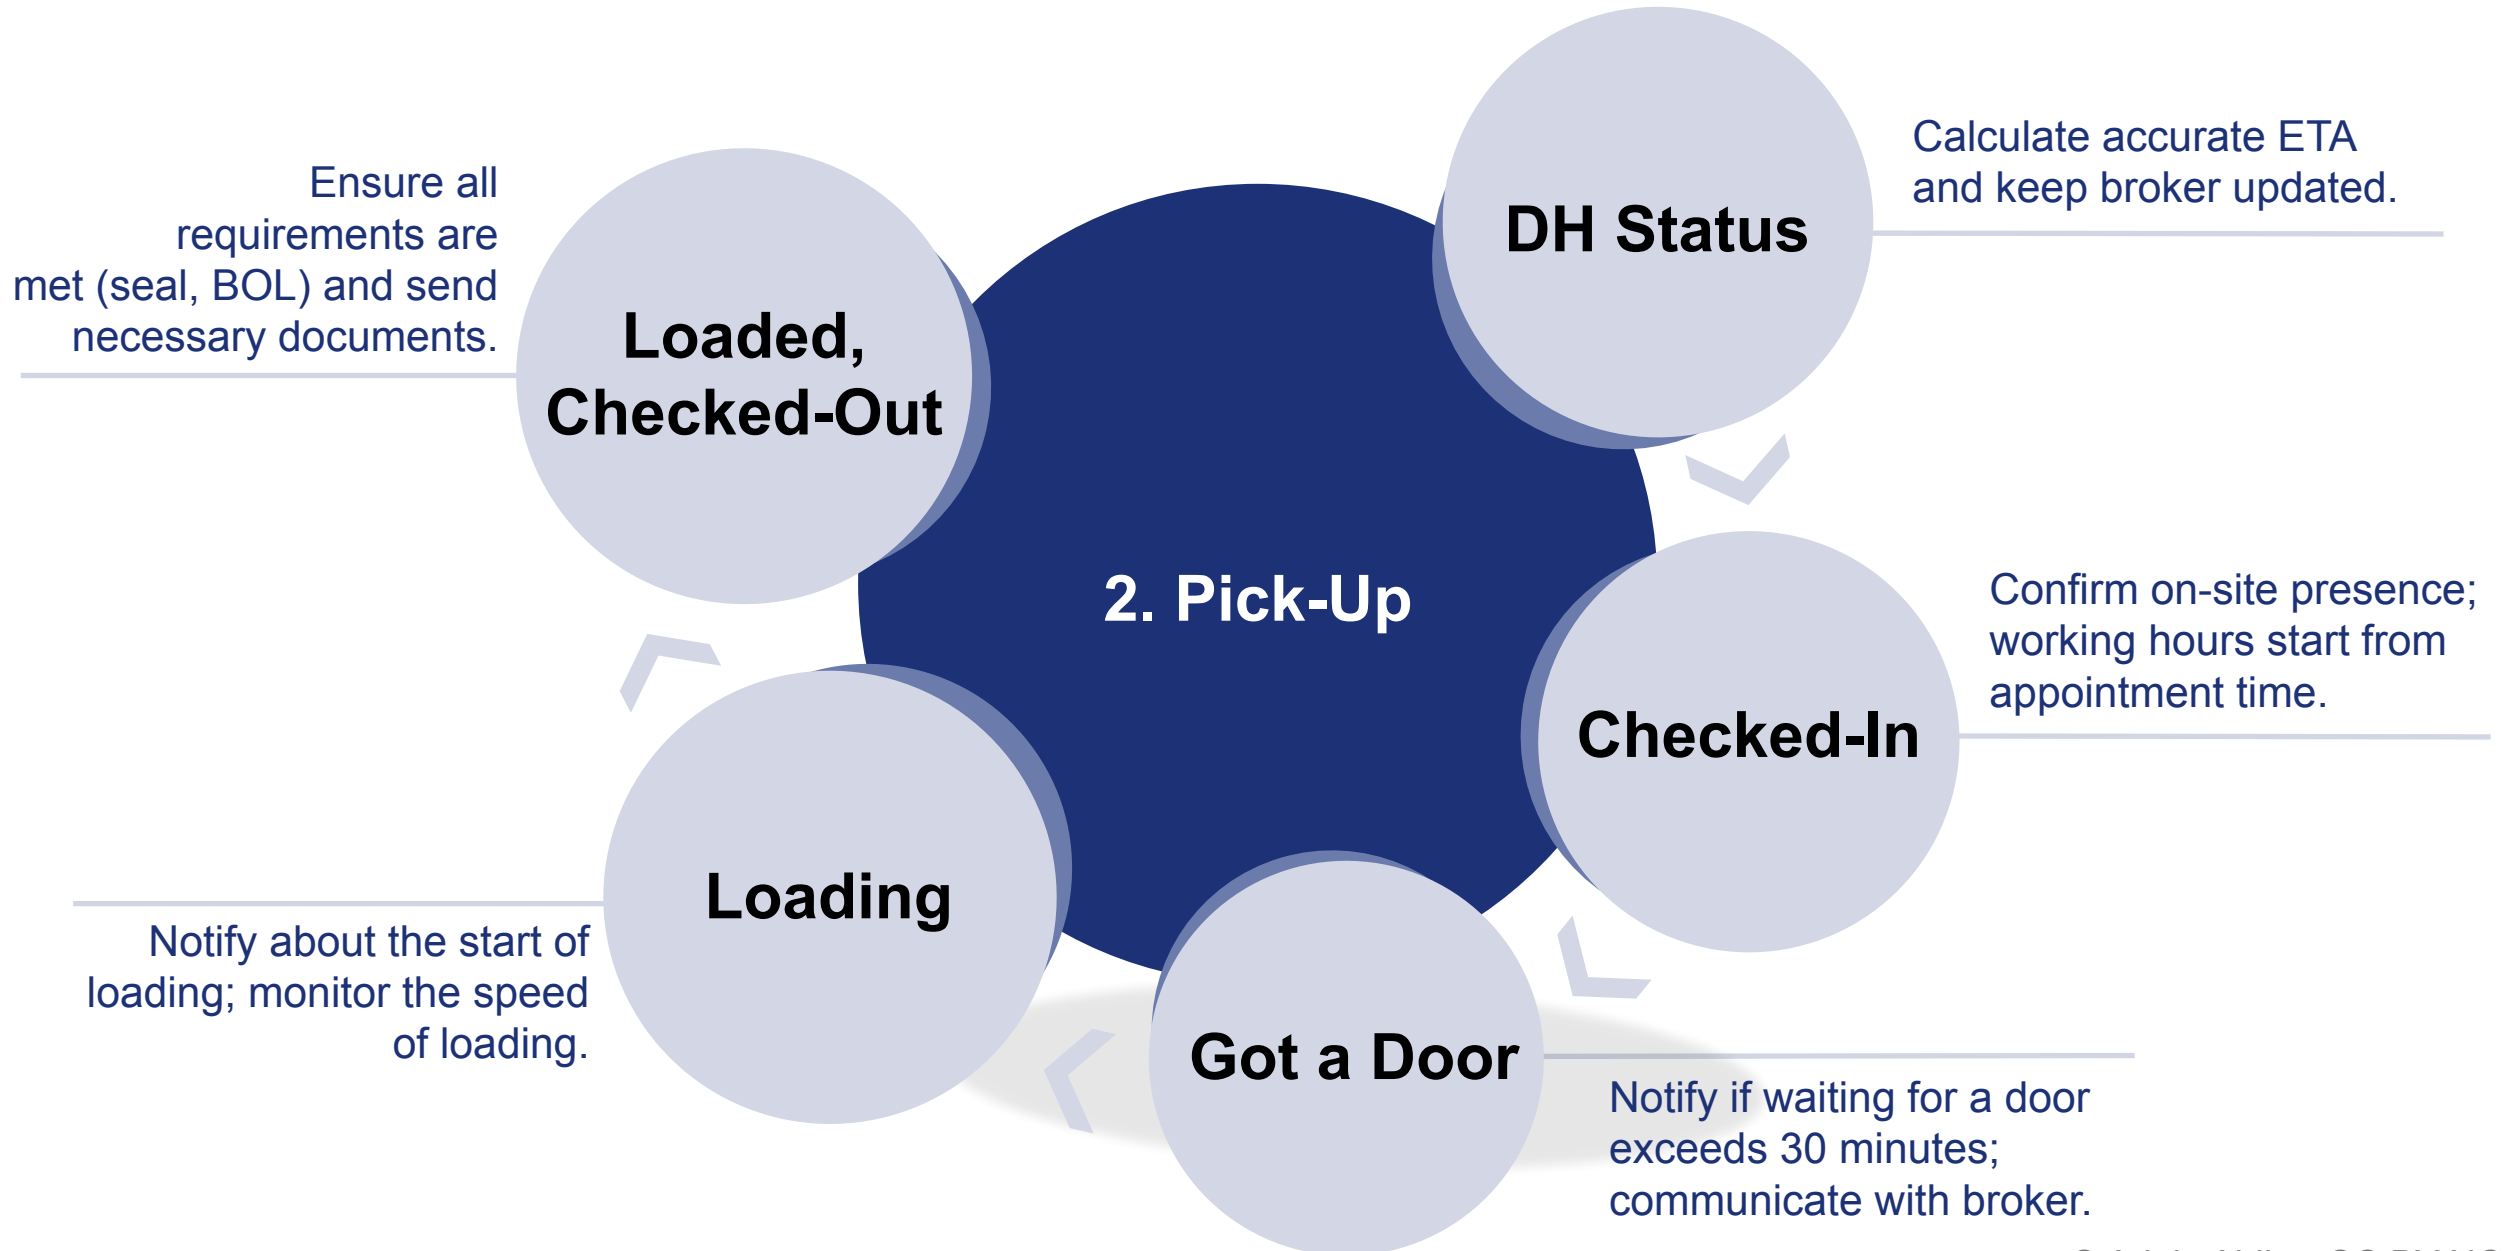 2. Pick-Up
DH Status
Calculate accurate ETA
and keep broker updated.
Checked-In
Confirm on-site presence;
working hours start from
appointment time.
Got a Door
Notify if waiting for a door
exceeds 30 minutes;
communicate with broker.
Loading
Notify about the start of
loading; monitor the speed
of loading.
Loaded,
Checked-Out
Ensure all
requirements are
met (seal, BOL) and send
necessary documents.